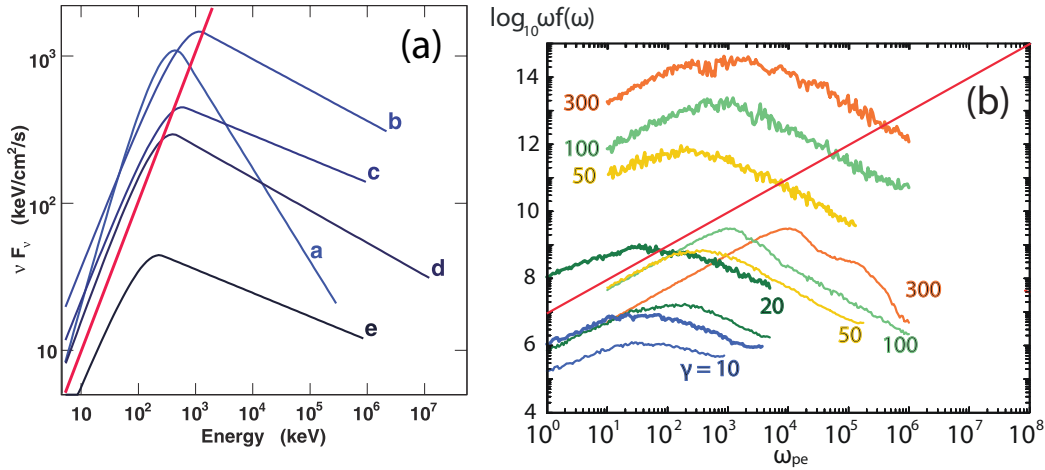 (a)
ν Fν (keV/cm²/s)
10³
10²
10
a
b
c
d
e
10 10² 10³ 10⁴ 10⁵ 10⁶ 10⁷
Energy (keV)
log₁₀ωf(ω)
(b)
14
12
10
8
6
4
300
100
50
20
300
50
100
γ = 10
10⁰ 10¹ 10² 10³ 10⁴ 10⁵ 10⁶ 10⁷ 10⁸
ωpe